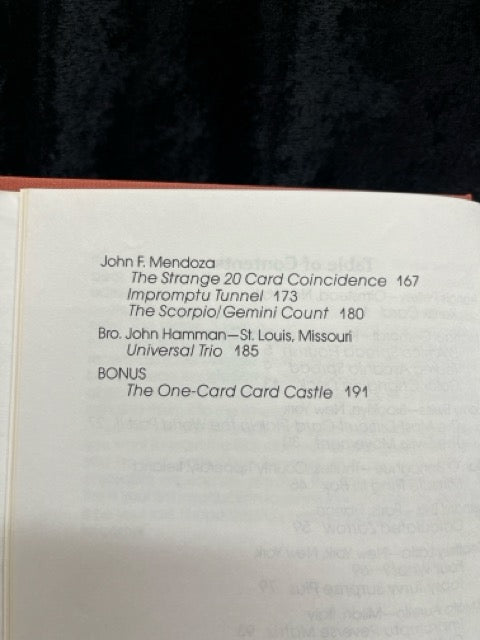 John F. Mendoza
The Strange 20 Card Coincidence 167
Impromptu Tunnel 173
The Scorpio/Gemini Count 180
Bro. John Hamman—St. Louis, Missouri
Universal Trio 185
BONUS
The One-Card Card Castle 191